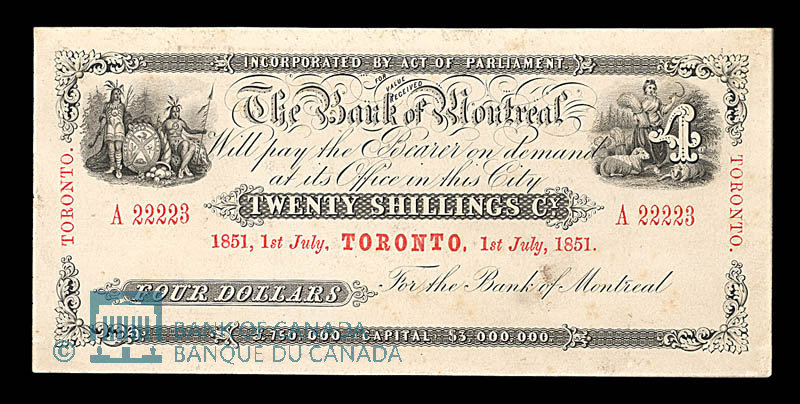 INCORPORATED BY ACT OF PARLIAMENT.
FOR VALUE RECEIVED
The Bank of Montreal
4
Will pay the Bearer on demand
at its Office in this City
TWENTY SHILLINGS CY.
A 22223
A 22223
TORONTO.
TORONTO.
1851, 1st July, TORONTO, 1st July, 1851.
For the Bank of Montreal
FOUR DOLLARS
£750,000 CAPITAL $3,000,000.
© BANK OF CANADA
BANQUE DU CANADA